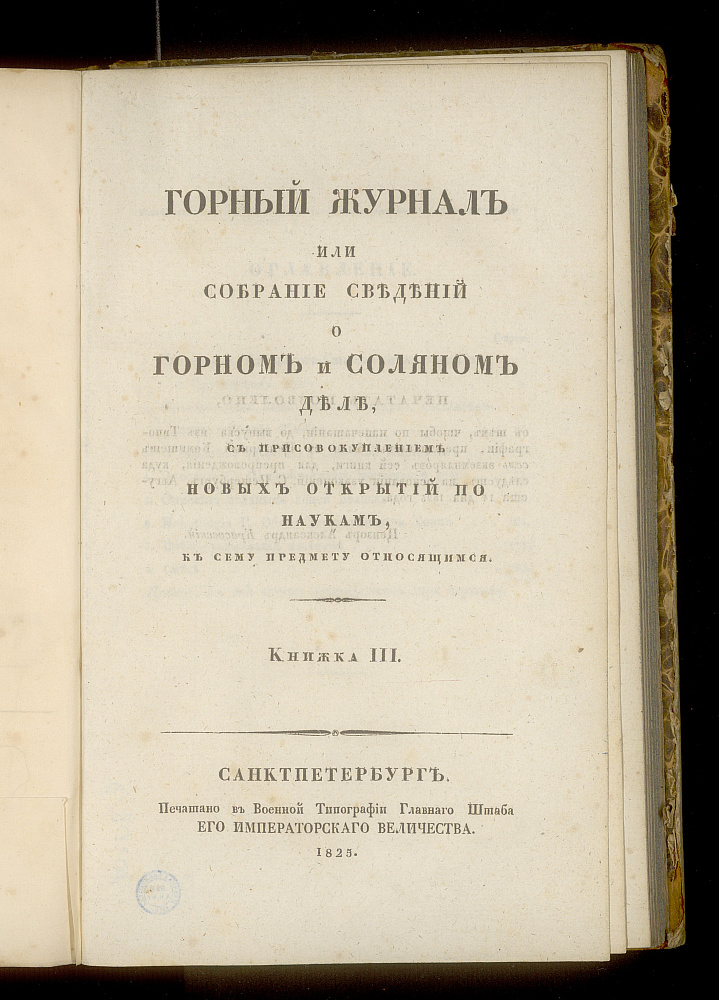 ГОРНЫЙ ЖУРНАЛЪ
ИЛИ
СОБРАНІЕ СВѢДѢНІЙ
О
ГОРНОМЪ и СОЛЯНОМЪ
ДѢЛѢ,
СЪ ПРИСОВОКУПЛЕНІЕМЪ
НОВЫХЪ ОТКРЫТІЙ ПО
НАУКАМЪ,
КЪ СЕМУ ПРЕДМЕТУ ОТНОСЯЩИМСЯ.
КНИЖКА III.
САНКТПЕТЕРБУРГЪ.
Печатано въ Военной Типографіи Главнаго Штаба
ЕГО ИМПЕРАТОРСКАГО ВЕЛИЧЕСТВА.
1825.